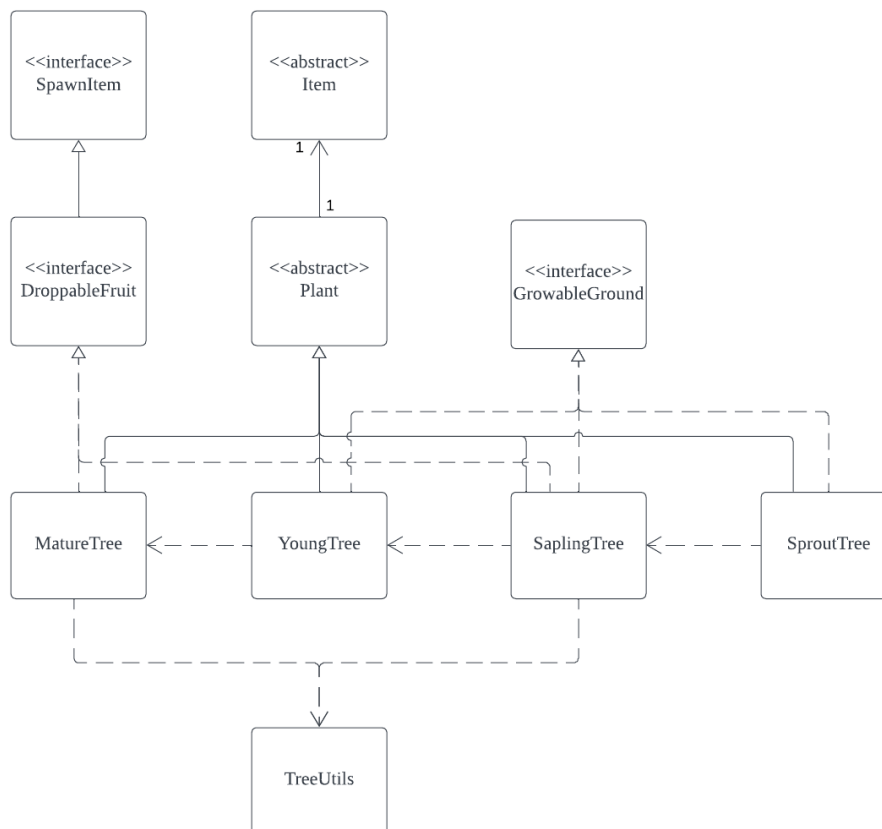 <<interface>>
SpawnItem
<<abstract>>
Item
1
1
<<interface>>
DroppableFruit
<<abstract>>
Plant
<<interface>>
GrowableGround
MatureTree
YoungTree
SaplingTree
SproutTree
TreeUtils